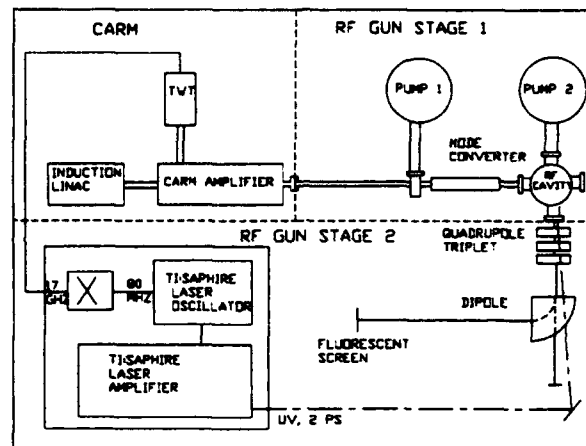 CARM
RF GUN STAGE 1
TWT
PUMP 1
PUMP 2
MODE
CONVERTER
INDUCTION
LINAC
CARM AMPLIFIER
RF
CAVITY
RF GUN STAGE 2
QUADRUPOLE
TRIPLET
17
GHZ
80
MHZ
TI:SAPHIRE
LASER
OSCILLATOR
DIPOLE
FLUORESCENT
SCREEN
TI:SAPHIRE
LASER
AMPLIFIER
UV, 2 PS